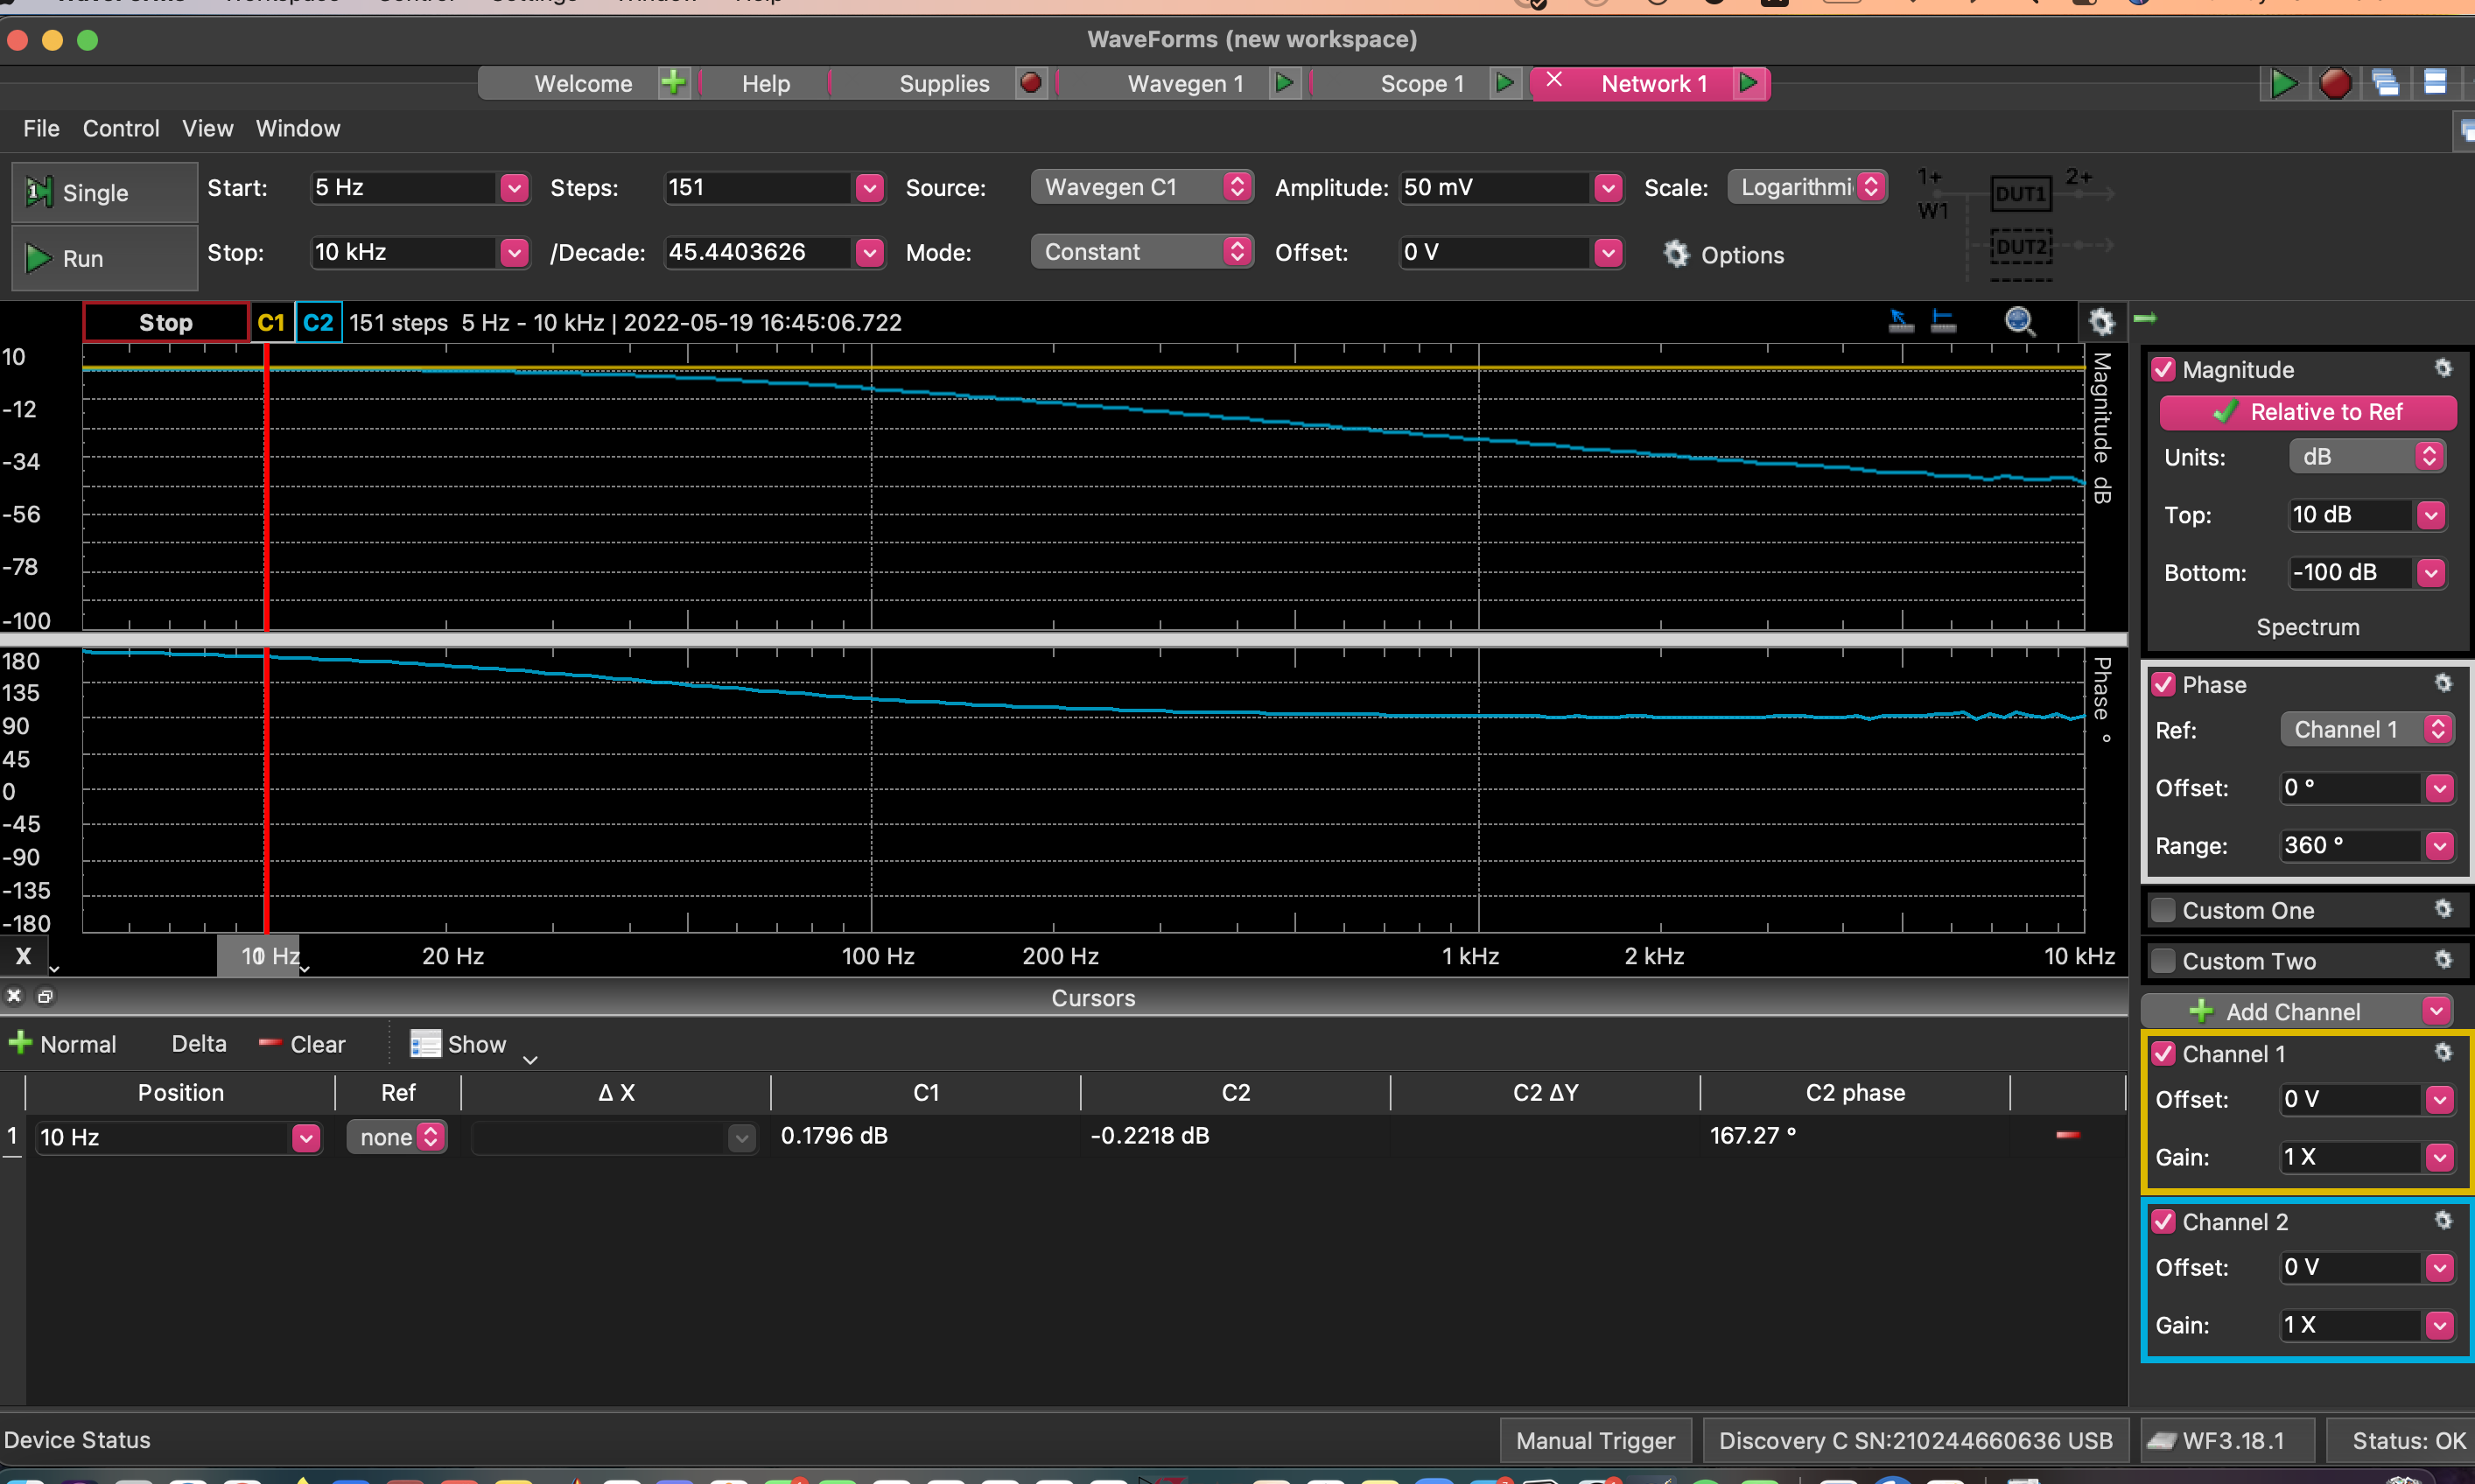 WaveForms (new workspace)
Welcome Help Supplies Wavegen 1 Scope 1 Network 1
File Control View Window
Single Start: 5 Hz Steps: 151 Source: Wavegen C1 Amplitude: 50 mV Scale: Logarithmi 1+ 2+
W1 DUT1
Run Stop: 10 kHz /Decade: 45.4403626 Mode: Constant Offset: 0 V Options DUT2
Stop C1 C2 151 steps 5 Hz - 10 kHz | 2022-05-19 16:45:06.722
10
-12
-34
-56
-78
-100
Magnitude dB
180
135
90
45
0
-45
-90
-135
-180
Phase °
X 10 Hz 20 Hz 100 Hz 200 Hz 1 kHz 2 kHz 10 kHz
Magnitude
Relative to Ref
Units: dB
Top: 10 dB
Bottom: -100 dB
Spectrum
Phase
Ref: Channel 1
Offset: 0 °
Range: 360 °
Custom One
Custom Two
Add Channel
Channel 1
Offset: 0 V
Gain: 1 X
Channel 2
Offset: 0 V
Gain: 1 X
Cursors
Normal Delta Clear Show
Position Ref Δ X C1 C2 C2 ΔY C2 phase
1 10 Hz none 0.1796 dB -0.2218 dB 167.27 °
Device Status Manual Trigger Discovery C SN:210244660636 USB WF3.18.1 Status: OK